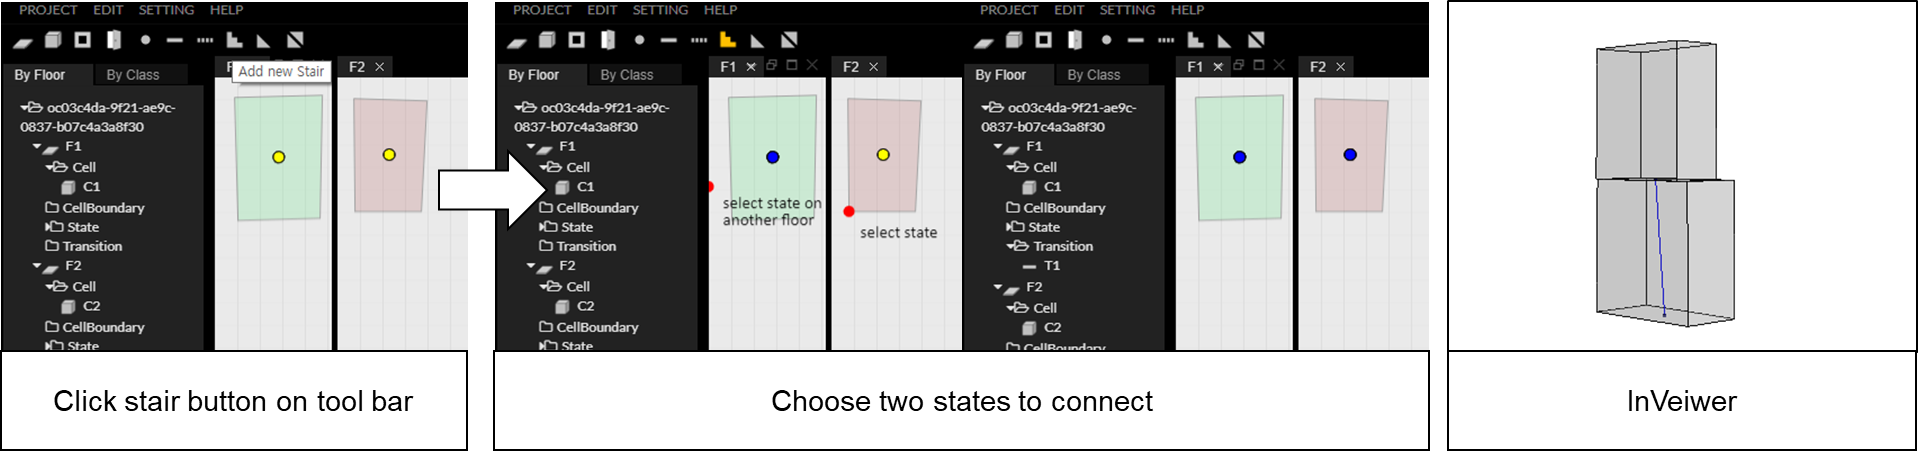 PROJECT EDIT SETTING HELP
F
Add new Stair
F2
By Floor By Class
oc03c4da-9f21-ae9c-
0837-b07c4a3a8f30
F1
Cell
C1
CellBoundary
State
Transition
F2
Cell
C2
CellBoundary
State
Click stair button on tool bar
PROJECT EDIT SETTING HELP
By Floor By Class
F1 F2
oc03c4da-9f21-ae9c-
0837-b07c4a3a8f30
F1
Cell
C1
CellBoundary
State
Transition
F2
Cell
C2
CellBoundary
State
select state on
another floor
select state
PROJECT EDIT SETTING HELP
By Floor By Class
F1 F2
oc03c4da-9f21-ae9c-
0837-b07c4a3a8f30
F1
Cell
C1
CellBoundary
State
Transition
T1
F2
Cell
C2
CellBoundary
Choose two states to connect
InVeiwer